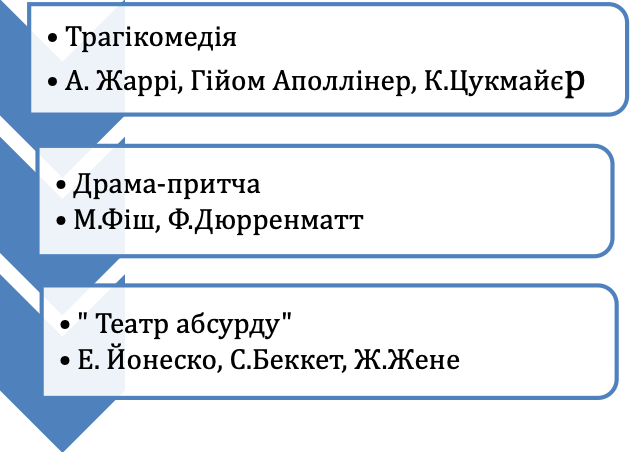 • Трагікомедія
• А. Жаррі, Гійом Аполлінер, К.Цукмайєр
• Драма-притча
• М.Фіш, Ф.Дюрренматт
• " Театр абсурду"
• Е. Йонеско, С.Беккет, Ж.Жене